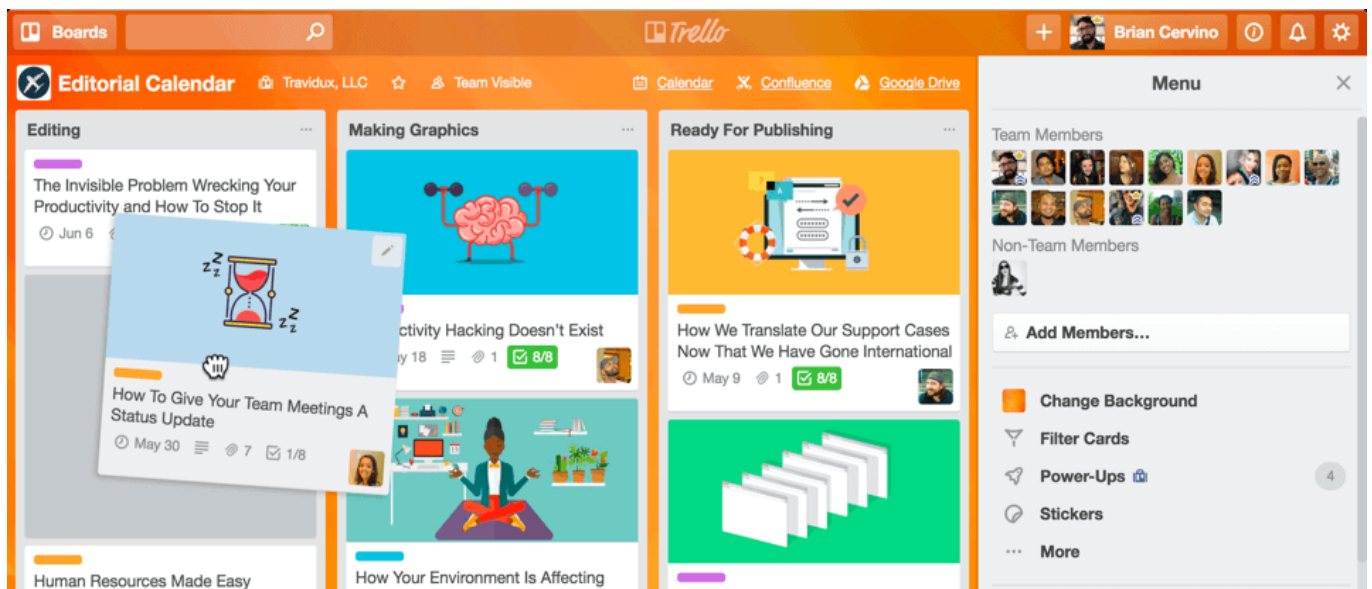 Boards
Trello
Brian Cervino
Editorial Calendar
Travidux, LLC
Team Visible
Calendar
Confluence
Google Drive
Menu
Editing
...
The Invisible Problem Wrecking Your
Productivity and How To Stop It
Jun 6
zzz
zzz
How To Give Your Team Meetings A
Status Update
May 30
7
1/8
Human Resources Made Easy
Making Graphics
...
ctivity Hacking Doesn't Exist
ay 18
1
8/8
How Your Environment Is Affecting
Ready For Publishing
...
How We Translate Our Support Cases
Now That We Have Gone International
May 9
1
8/8
Team Members
Non-Team Members
Add Members...
Change Background
Filter Cards
Power-Ups
4
Stickers
... More